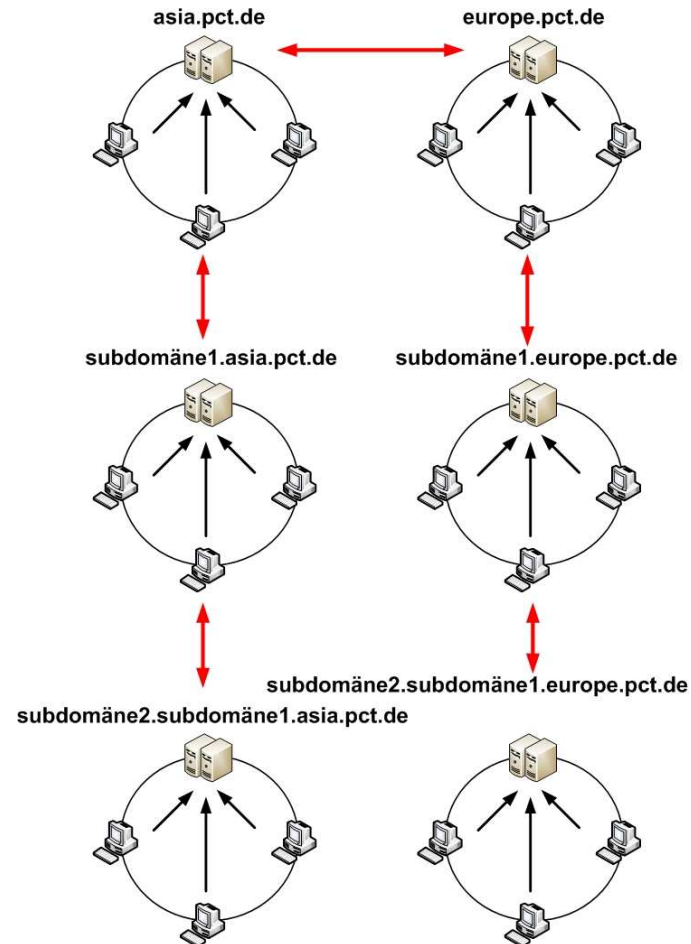 asia.pct.de
europe.pct.de
subdomäne1.asia.pct.de
subdomäne1.europe.pct.de
subdomäne2.subdomäne1.europe.pct.de
subdomäne2.subdomäne1.asia.pct.de